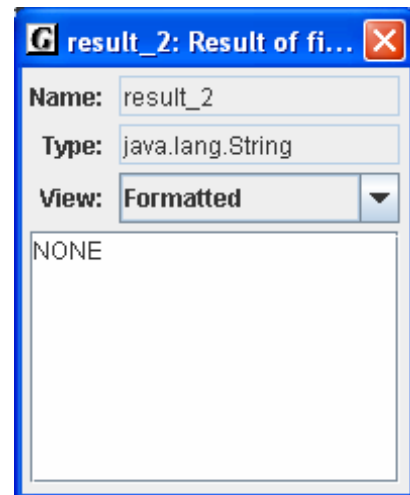 G result_2: Result of fi...
Name: result_2
Type: java.lang.String
View: Formatted
NONE